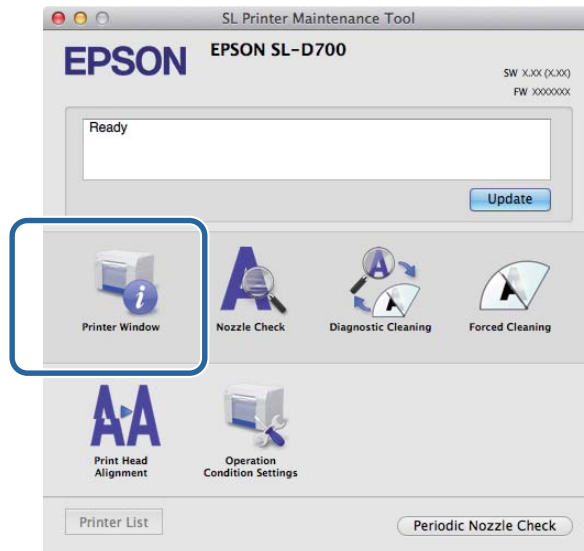 SL Printer Maintenance Tool
EPSON
EPSON SL-D700
SW X.XX (X.XX)
FW XXXXXXX
Ready
Update
Printer Window
Nozzle Check
Diagnostic Cleaning
Forced Cleaning
Print Head
Alignment
Operation
Condition Settings
Printer List
Periodic Nozzle Check